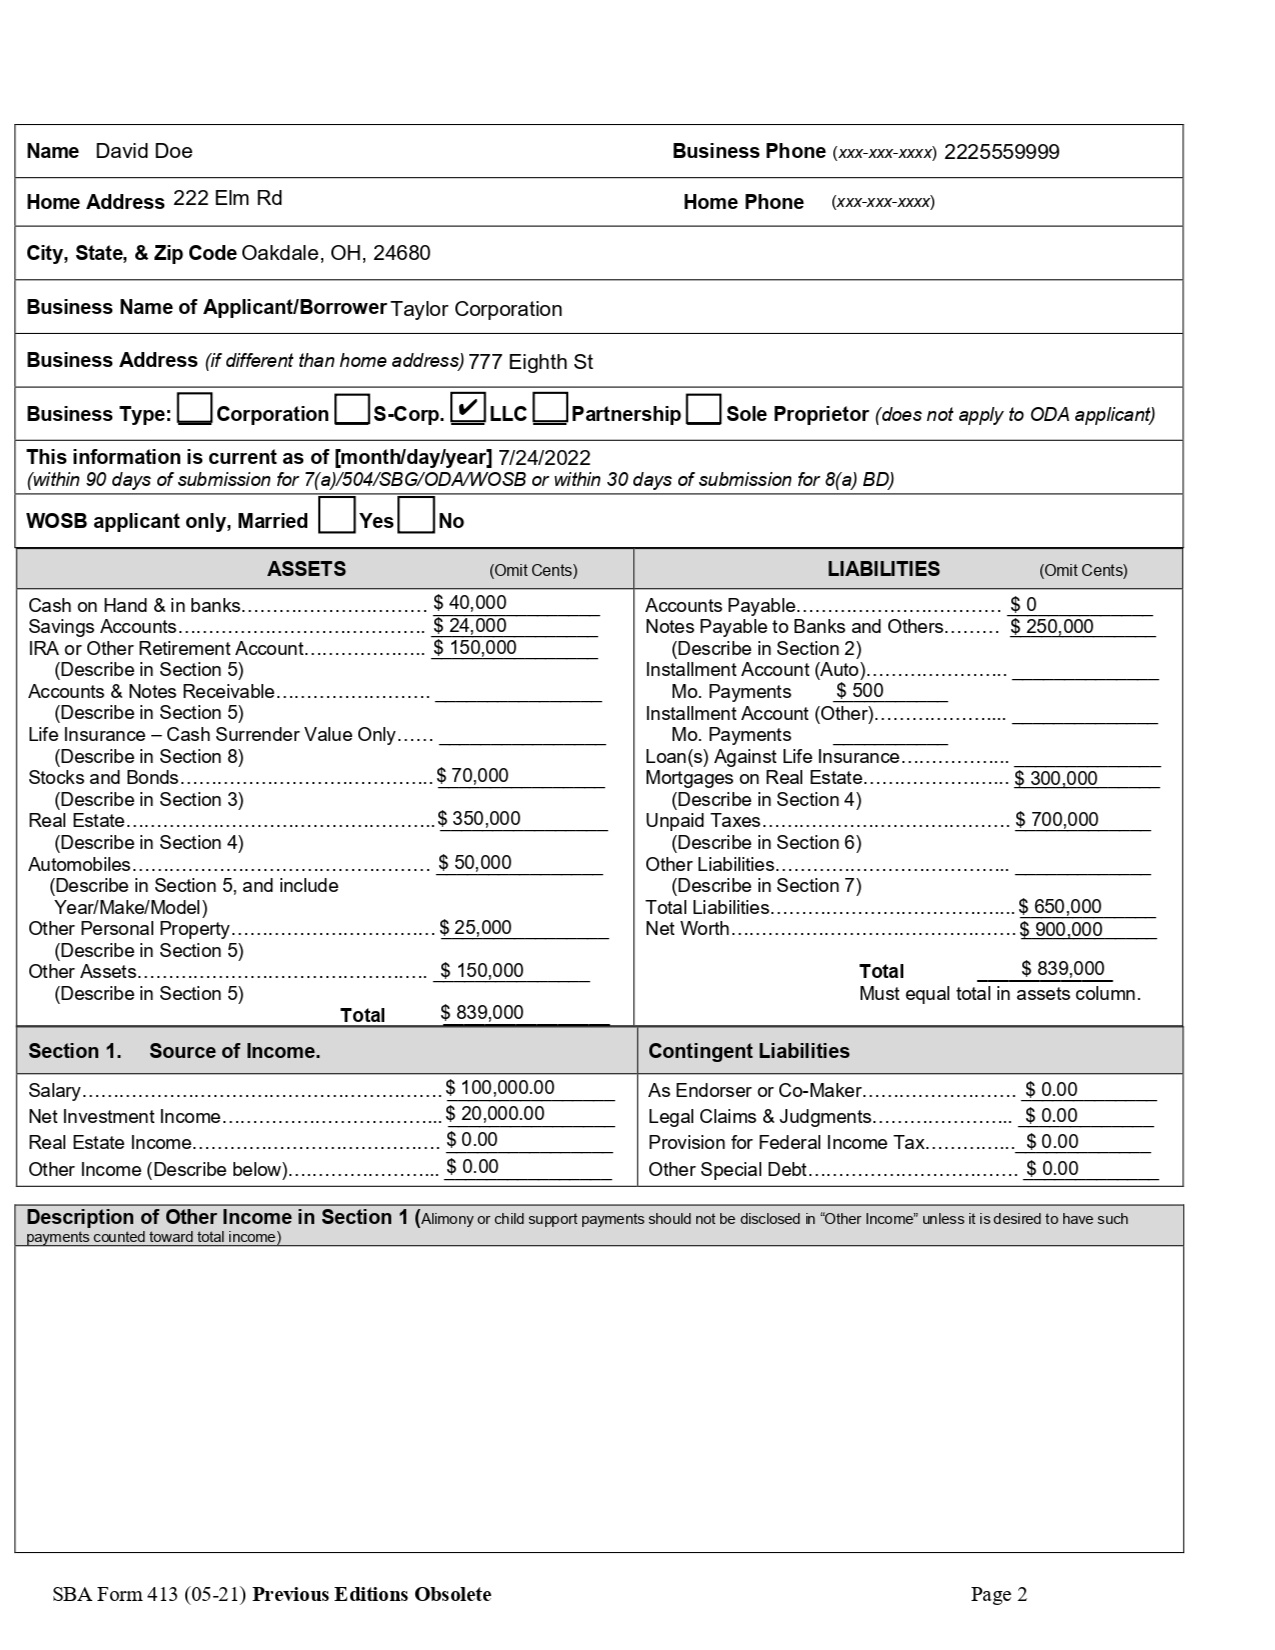 Name David Doe Business Phone (xxx-xxx-xxxx) 2225559999
Home Address 222 Elm Rd Home Phone (xxx-xxx-xxxx)
City, State, & Zip Code Oakdale, OH, 24680
Business Name of Applicant/Borrower Taylor Corporation
Business Address (if different than home address) 777 Eighth St
Business Type: Corporation S-Corp. ✔ LLC Partnership Sole Proprietor (does not apply to ODA applicant)
This information is current as of [month/day/year] 7/24/2022
(within 90 days of submission for 7(a)/504/SBG/ODA/WOSB or within 30 days of submission for 8(a) BD)
WOSB applicant only, Married Yes No
ASSETS (Omit Cents)
Cash on Hand & in banks………………………… $ 40,000
Savings Accounts………………………………….. $ 24,000
IRA or Other Retirement Account……………….. $ 150,000
(Describe in Section 5)
Accounts & Notes Receivable……………………. ________________
(Describe in Section 5)
Life Insurance – Cash Surrender Value Only…… ________________
(Describe in Section 8)
Stocks and Bonds………………………………….. $ 70,000
(Describe in Section 3)
Real Estate………………………………………….. $ 350,000
(Describe in Section 4)
Automobiles………………………………………… $ 50,000
(Describe in Section 5, and include
Year/Make/Model)
Other Personal Property…………………………… $ 25,000
(Describe in Section 5)
Other Assets……………………………………….. $ 150,000
(Describe in Section 5)
Total $ 839,000
LIABILITIES (Omit Cents)
Accounts Payable…………………………… $ 0
Notes Payable to Banks and Others……… $ 250,000
(Describe in Section 2)
Installment Account (Auto)………………….. ______________
Mo. Payments $ 500
Installment Account (Other)………………….. ______________
Mo. Payments ___________
Loan(s) Against Life Insurance…………….. ______________
Mortgages on Real Estate………………….. $ 300,000
(Describe in Section 4)
Unpaid Taxes………………………………… $ 700,000
(Describe in Section 6)
Other Liabilities……………………………….. _____________
(Describe in Section 7)
Total Liabilities………………………………... $ 650,000
Net Worth……………………………………… $ 900,000
Total $ 839,000
Must equal total in assets column.
Section 1. Source of Income.
Salary…………………………………………………. $ 100,000.00
Net Investment Income……………………………... $ 20,000.00
Real Estate Income…………………………………. $ 0.00
Other Income (Describe below)…………………….. $ 0.00
Contingent Liabilities
As Endorser or Co-Maker……………………. $ 0.00
Legal Claims & Judgments………………….. $ 0.00
Provision for Federal Income Tax………….. $ 0.00
Other Special Debt……………………………. $ 0.00
Description of Other Income in Section 1 (Alimony or child support payments should not be disclosed in “Other Income” unless it is desired to have such
payments counted toward total income)
SBA Form 413 (05-21) Previous Editions Obsolete Page 2